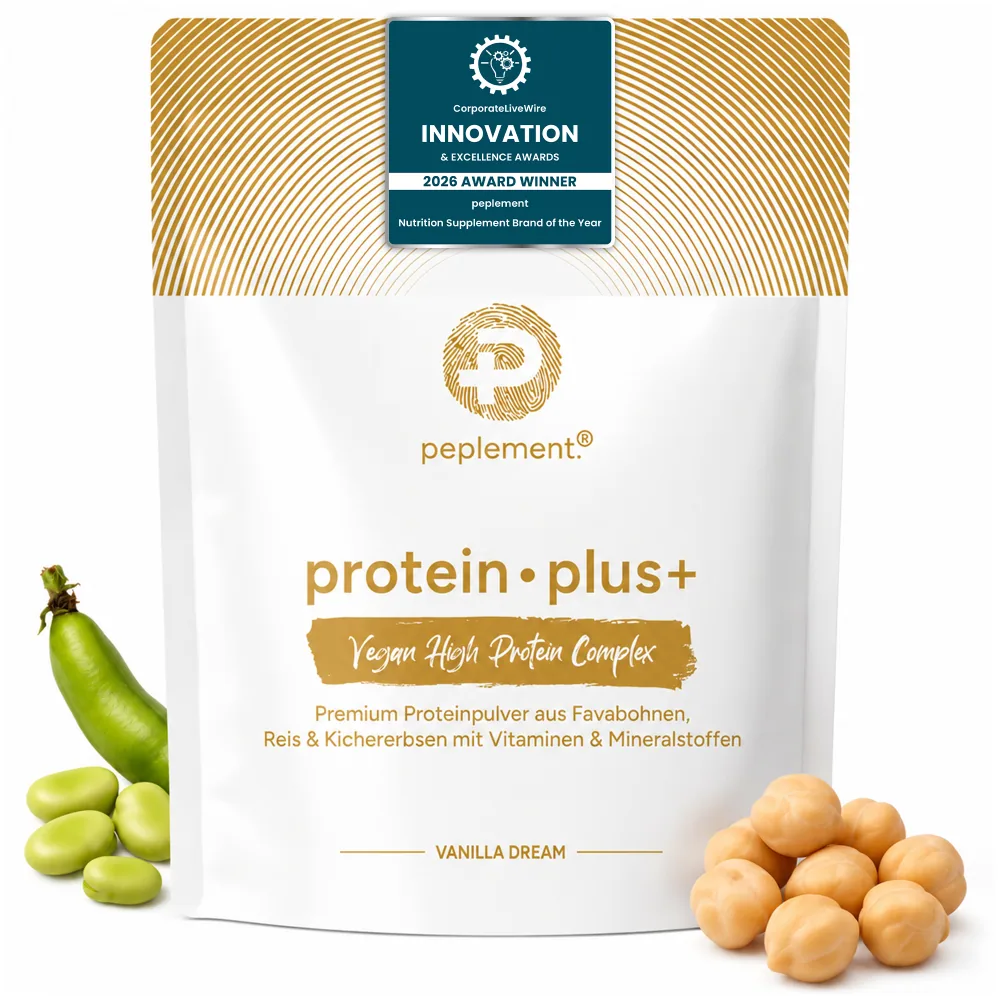 CorporateLiveWire
INNOVATION
& EXCELLENCE AWARDS
2026 AWARD WINNER
peplement
Nutrition Supplement Brand of the Year
peplement.®
protein • plus+
Vegan High Protein Complex
Premium Proteinpulver aus Favabohnen,
Reis & Kichererbsen mit Vitaminen & Mineralstoffen
VANILLA DREAM